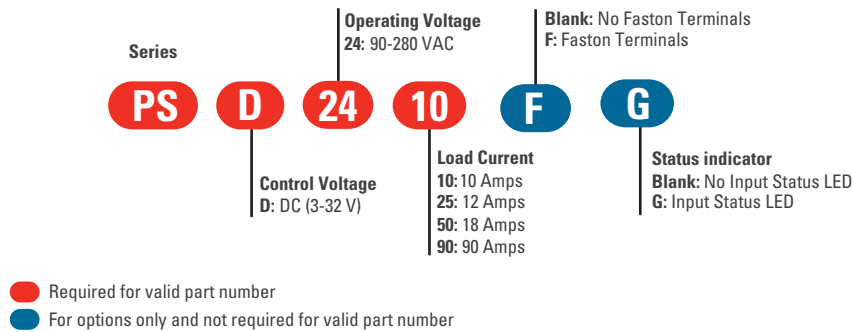 Operating Voltage
24: 90-280 VAC
Blank: No Faston Terminals
F: Faston Terminals
Series
PS D 24 10 F G
Control Voltage
D: DC (3-32 V)
Load Current
10: 10 Amps
25: 12 Amps
50: 18 Amps
90: 90 Amps
Status indicator
Blank: No Input Status LED
G: Input Status LED
Required for valid part number
For options only and not required for valid part number